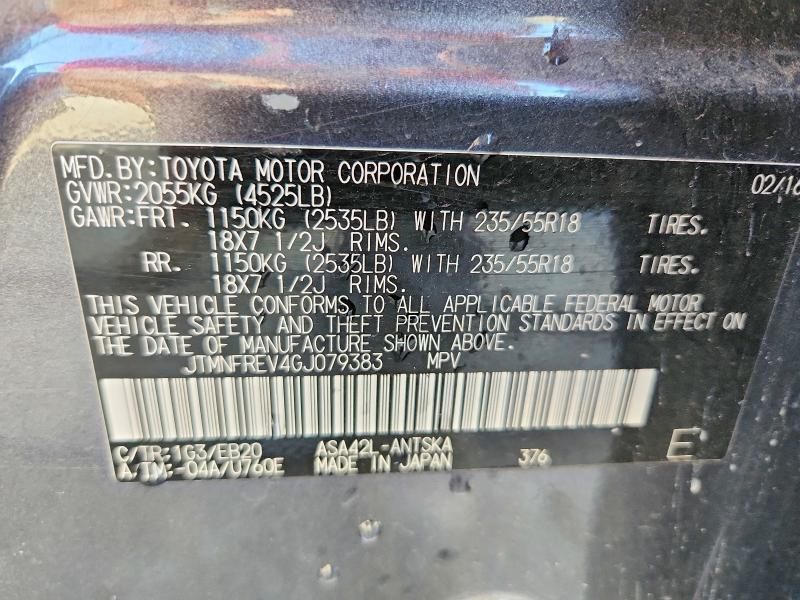 MFD.BY:TOYOTA MOTOR CORPORATION 02/16
GVWR:2055KG (4525LB)
GAWR:FRT. 1150KG (2535LB) WITH 235/55R18 TIRES.
18X7 1/2J RIMS.
RR. 1150KG (2535LB) WITH 235/55R18 TIRES.
18X7 1/2J RIMS.
THIS VEHICLE CONFORMS TO ALL APPLICABLE FEDERAL MOTOR
VEHICLE SAFETY AND THEFT PREVENTION STANDARDS IN EFFECT ON
THE DATE OF MANUFACTURE SHOWN ABOVE.
JTMNFREV4GJ079383 MPV
C/TR:1G3/EB20 ASA42L-ANTSKA E
A/TM:-04A/U760E MADE IN JAPAN 376